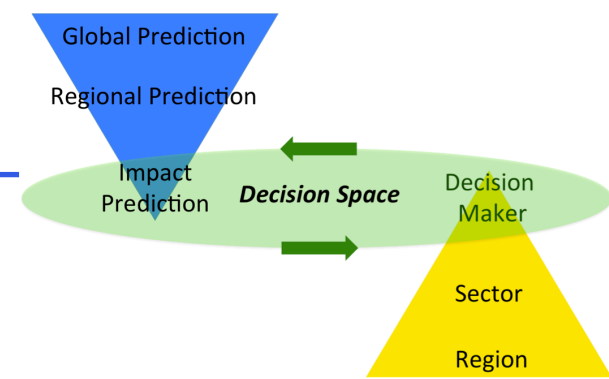 Global Prediction
Regional Prediction
Impact
Prediction
Decision Space
Decision
Maker
Sector
Region